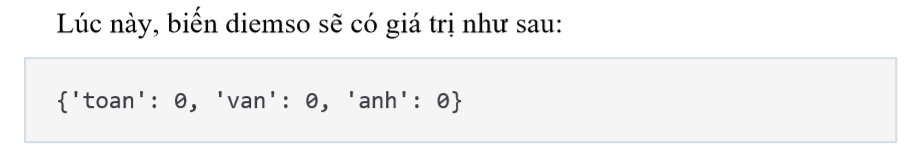 Lúc này, biến diemso sẽ có giá trị như sau:
{'toan': 0, 'van': 0, 'anh': 0}